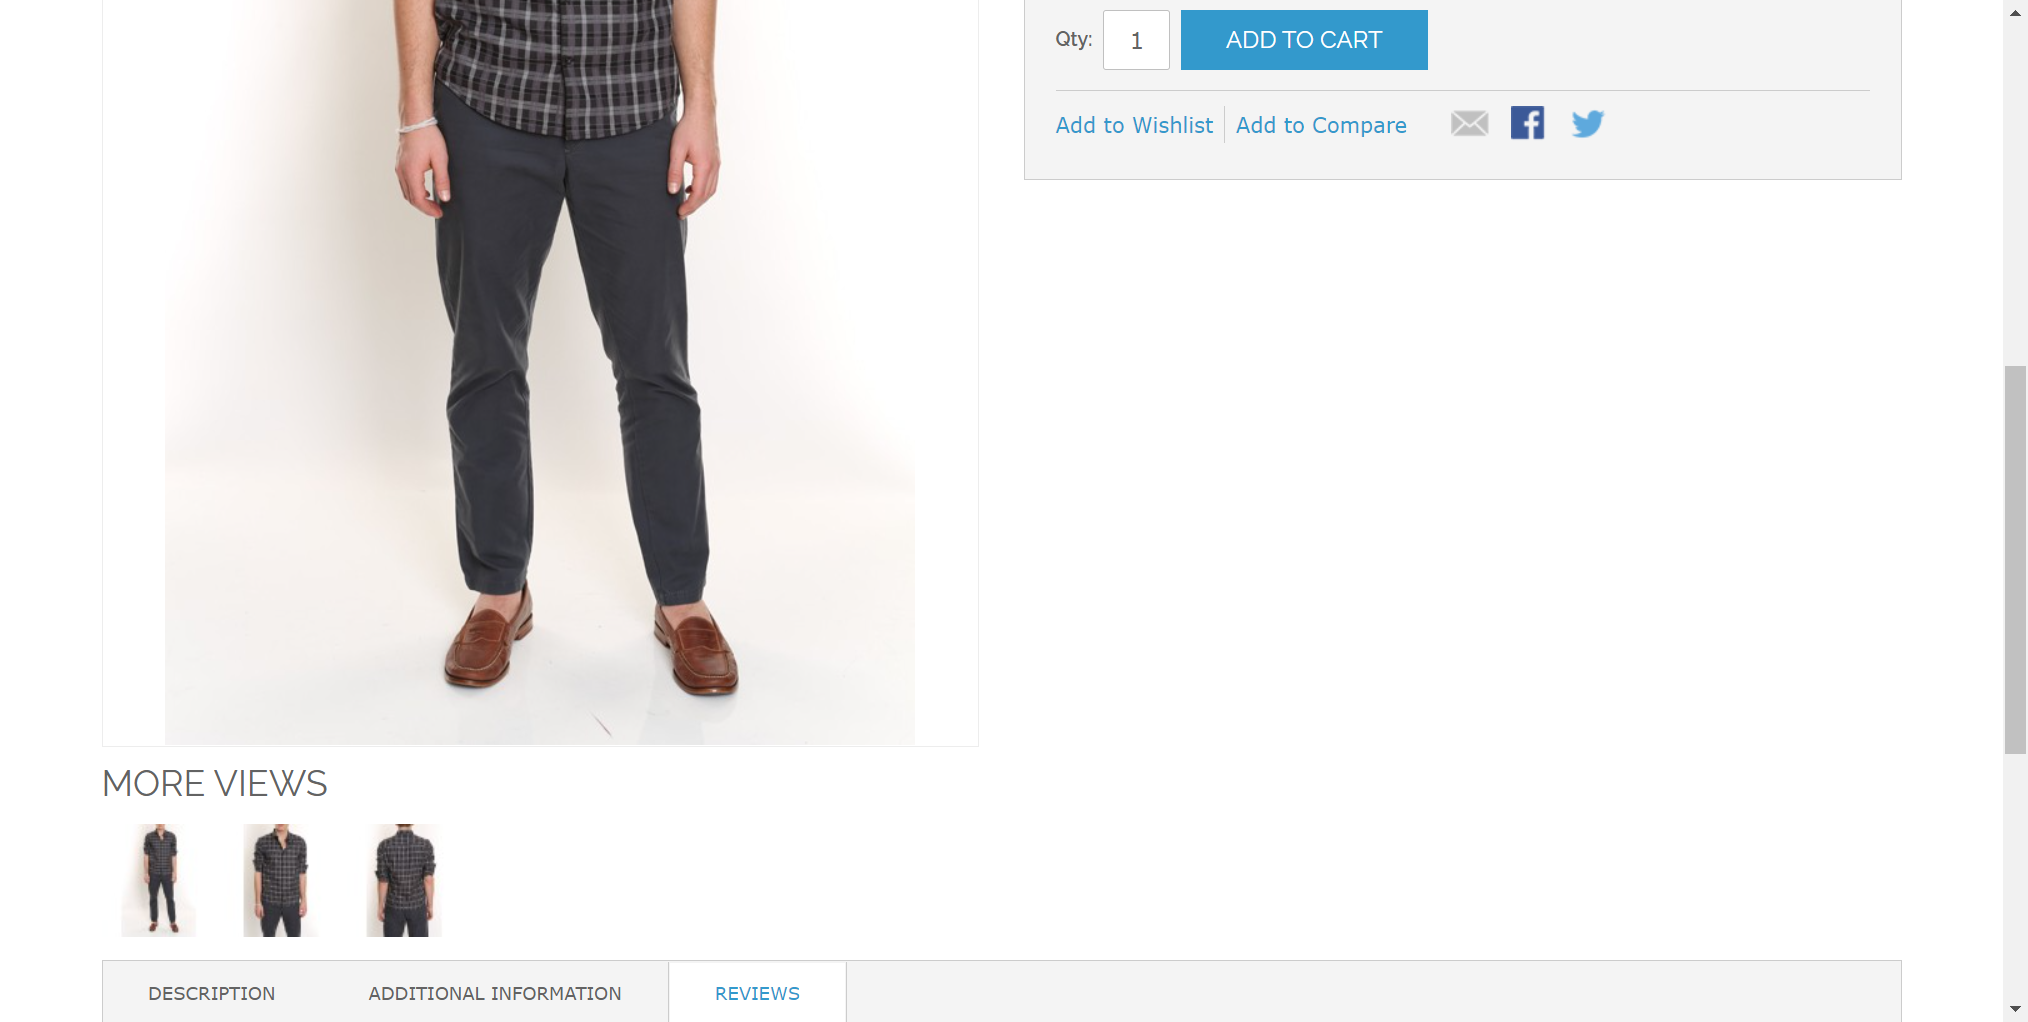 Qty: 1 ADD TO CART
Add to Wishlist Add to Compare
MORE VIEWS
DESCRIPTION ADDITIONAL INFORMATION REVIEWS